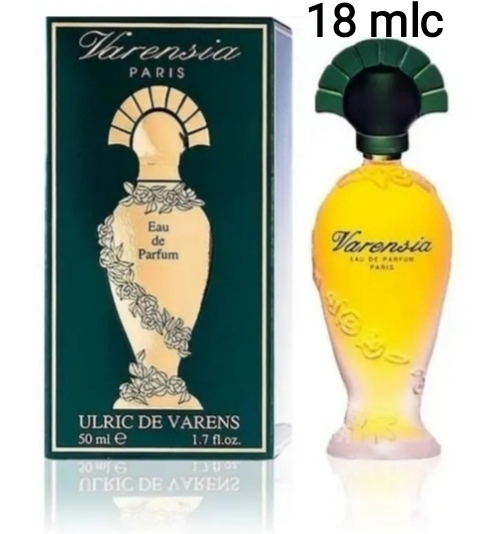 18 mlc
Varensia
PARIS
Eau
de
Parfum
ULRIC DE VARENS
50 ml ℮ 1.7 fl.oz.
Varensia
EAU DE PARFUM
PARIS